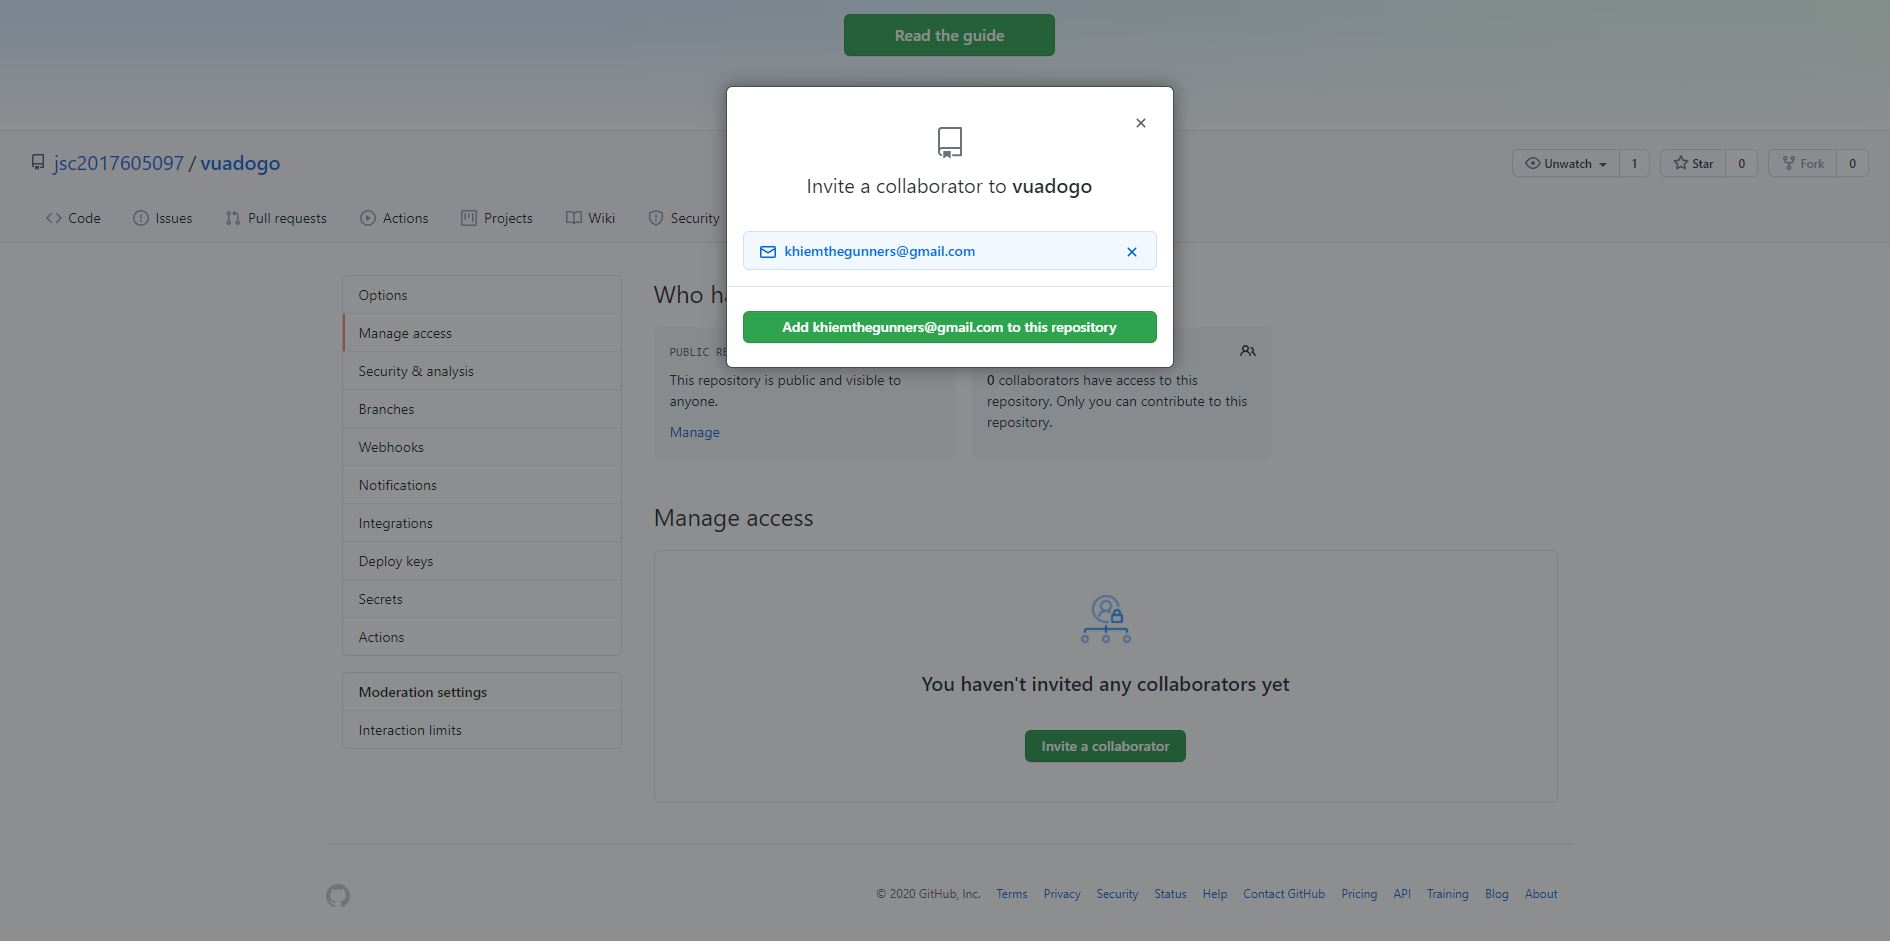 Read the guide
Invite a collaborator to vuadogo
khiemthegunners@gmail.com
Add khiemthegunners@gmail.com to this repository
jsc2017605097 / vuadogo
Unwatch 1 Star 0 Fork 0
Code Issues Pull requests Actions Projects Wiki Security
Options
Manage access
Security & analysis
Branches
Webhooks
Notifications
Integrations
Deploy keys
Secrets
Actions
Moderation settings
Interaction limits
Who
PUBLIC
This repository is public and visible to
anyone.
Manage
0 collaborators have access to this
repository. Only you can contribute to this
repository.
Manage access
You haven't invited any collaborators yet
Invite a collaborator
© 2020 GitHub, Inc. Terms Privacy Security Status Help Contact GitHub Pricing API Training Blog About